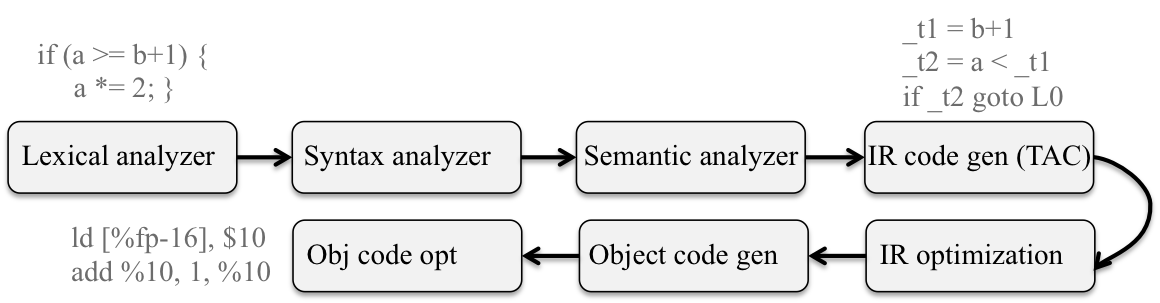 if (a >= b+1) {
a *= 2; }
_t1 = b+1
_t2 = a < _t1
if _t2 goto L0
Lexical analyzer
Syntax analyzer
Semantic analyzer
IR code gen (TAC)
ld [%fp-16], $10
add %10, 1, %10
Obj code opt
Object code gen
IR optimization